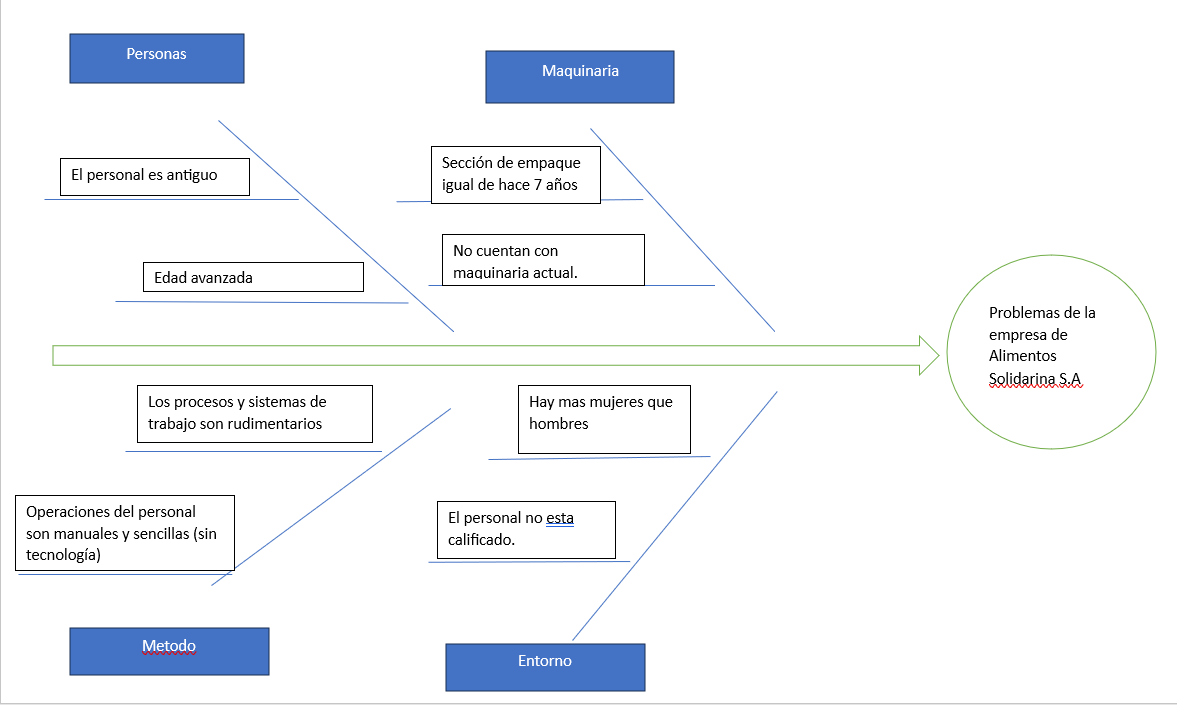 Personas
Maquinaria
El personal es antiguo
Sección de empaque
igual de hace 7 años
Edad avanzada
No cuentan con
maquinaria actual.
Problemas de la
empresa de
Alimentos
Solidarina S.A
Los procesos y sistemas de
trabajo son rudimentarios
Hay mas mujeres que
hombres
Operaciones del personal
son manuales y sencillas (sin
tecnología)
El personal no esta
calificado.
Metodo
Entorno